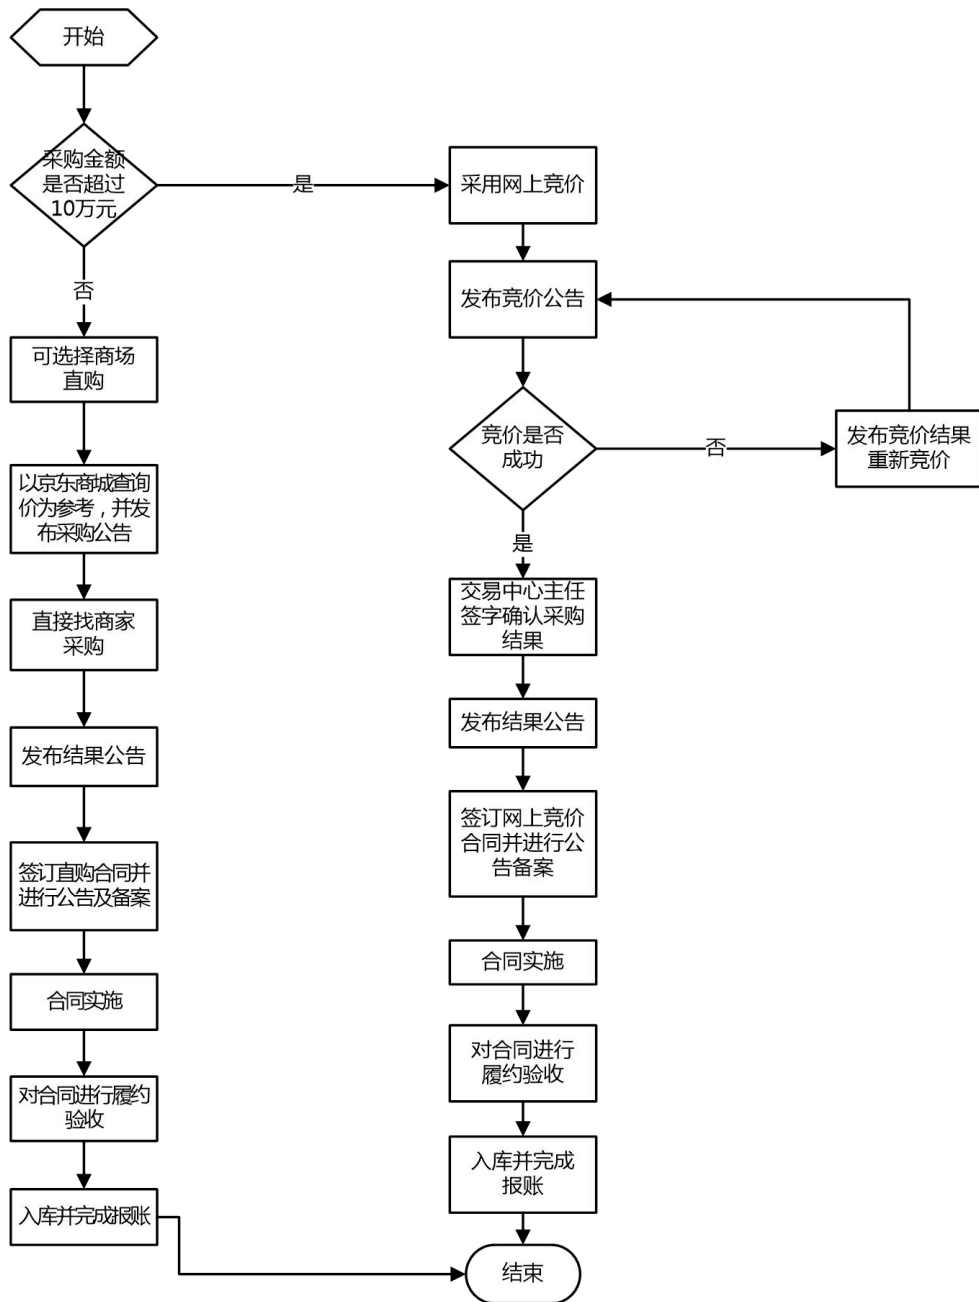 开始
采购金额
是否超过
10万元
是
否
可选择商场
直购
以京东商城查询
价为参考，并发
布采购公告
直接找商家
采购
发布结果公告
签订直购合同并
进行公告及备案
合同实施
对合同进行履约
验收
入库并完成报账
采用网上竞价
发布竞价公告
竞价是否
成功
否
发布竞价结果
重新竞价
是
交易中心主任
签字确认采购
结果
发布结果公告
签订网上竞价
合同并进行公
告备案
合同实施
对合同进行
履约验收
入库并完成
报账
结束